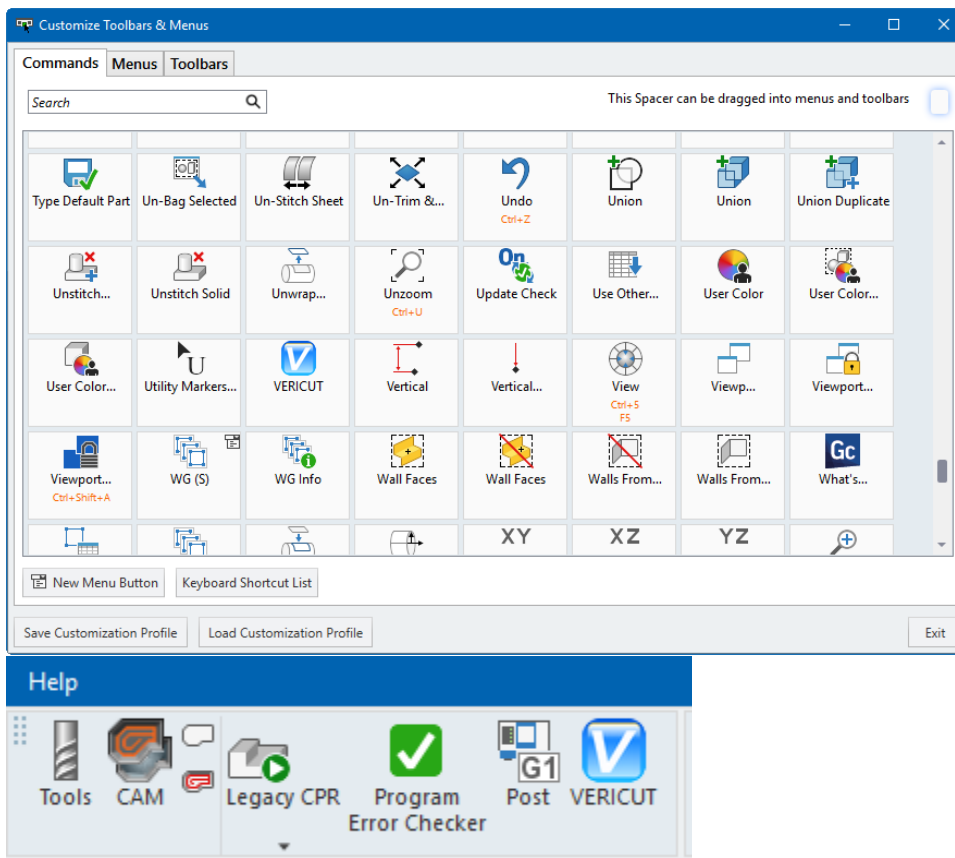 Customize Toolbars & Menus
Commands Menus Toolbars
Search
This Spacer can be dragged into menus and toolbars
Type Default Part Un-Bag Selected Un-Stitch Sheet Un-Trim &... Undo Union Union Union Duplicate
Ctrl+Z
On
Unstitch... Unstitch Solid Unwrap... Unzoom Update Check Use Other... User Color User Color...
Ctrl+U
U
V
User Color... Utility Markers... VERICUT Vertical Vertical... View Viewp... Viewport...
Ctrl+5
F5
Gc
Viewport... WG (S) WG Info Wall Faces Wall Faces Walls From... Walls From... What's...
Ctrl+Shift+A
XY XZ YZ
New Menu Button Keyboard Shortcut List
Save Customization Profile Load Customization Profile Exit
Help
G1 V
Tools CAM Legacy CPR Program Post VERICUT
Error Checker